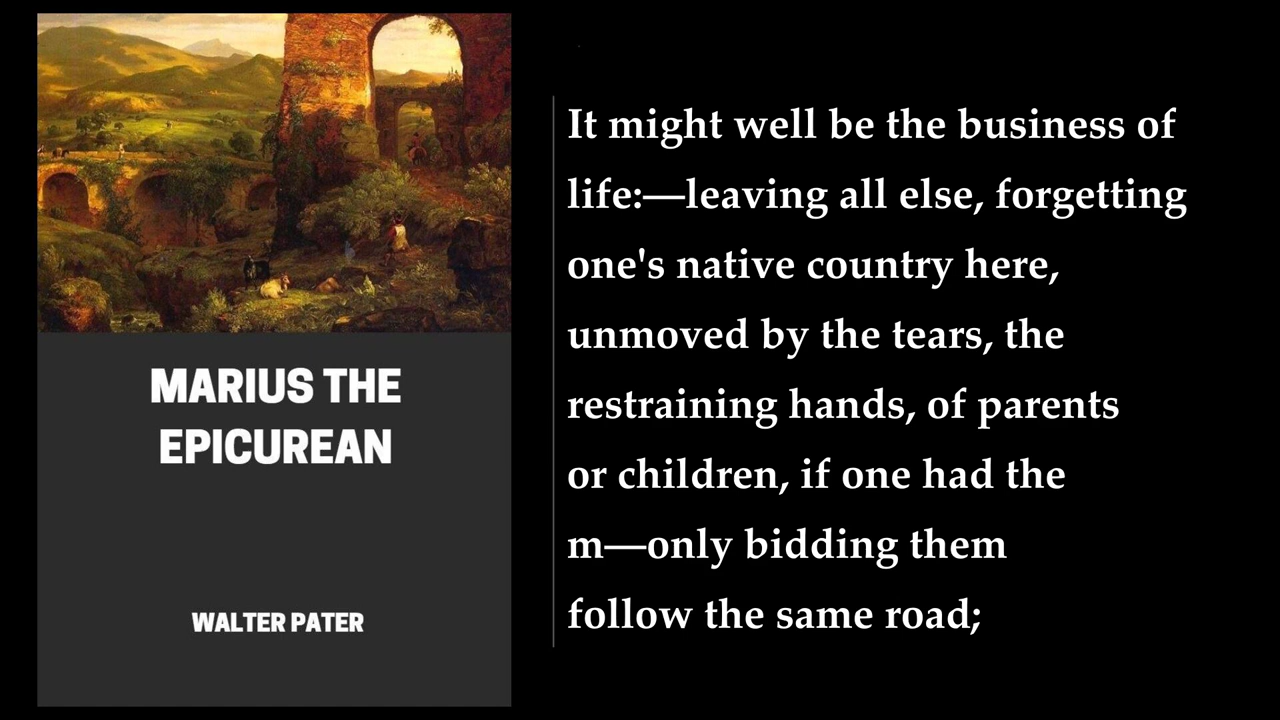 MARIUS THE
EPICUREAN
WALTER PATER
It might well be the business of
life:—leaving all else, forgetting
one's native country here,
unmoved by the tears, the
restraining hands, of parents
or children, if one had the
m—only bidding them
follow the same road;